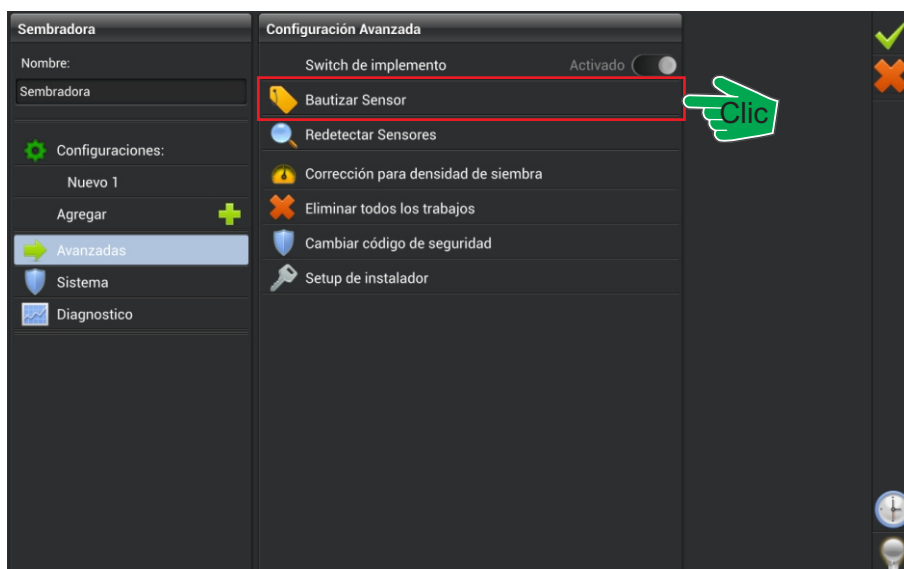 Sembradora
Nombre:
Sembradora
Configuraciones:
Nuevo 1
Agregar
Avanzadas
Sistema
Diagnostico
Configuración Avanzada
Switch de implemento Activado
Bautizar Sensor
Clic
Redetectar Sensores
Corrección para densidad de siembra
Eliminar todos los trabajos
Cambiar código de seguridad
Setup de instalador